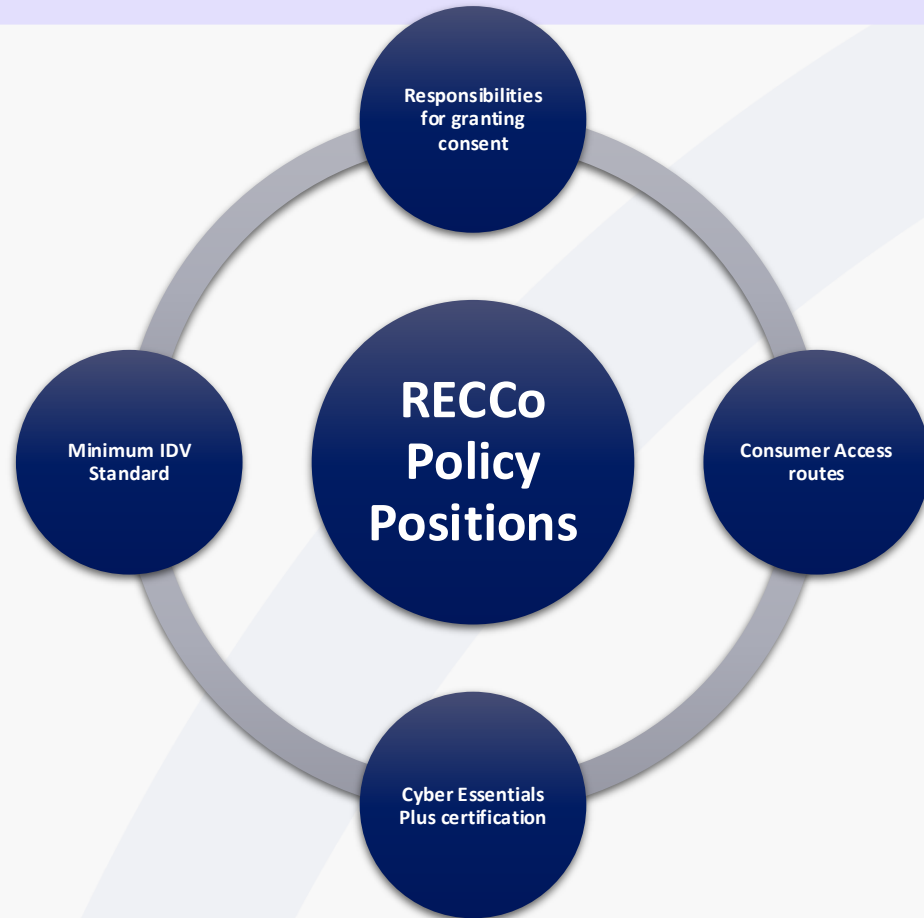 Responsibilities
for granting
consent
RECCo
Policy
Positions
Minimum IDV
Standard
Consumer Access
routes
Cyber Essentials
Plus certification